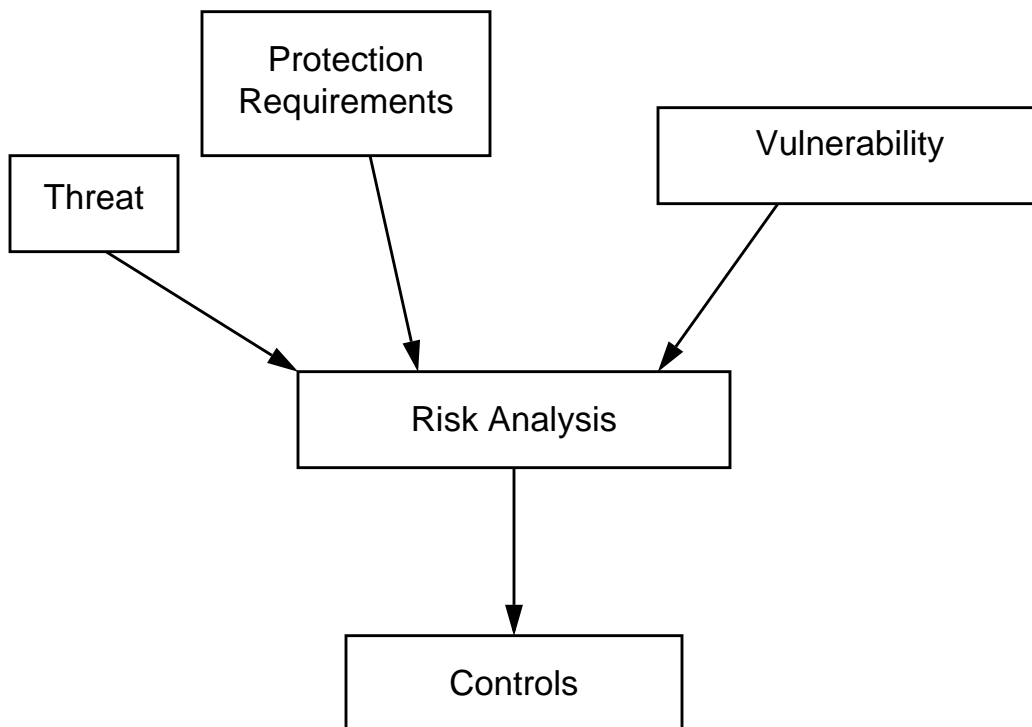 Protection
Requirements
Vulnerability
Threat
Risk Analysis
Controls